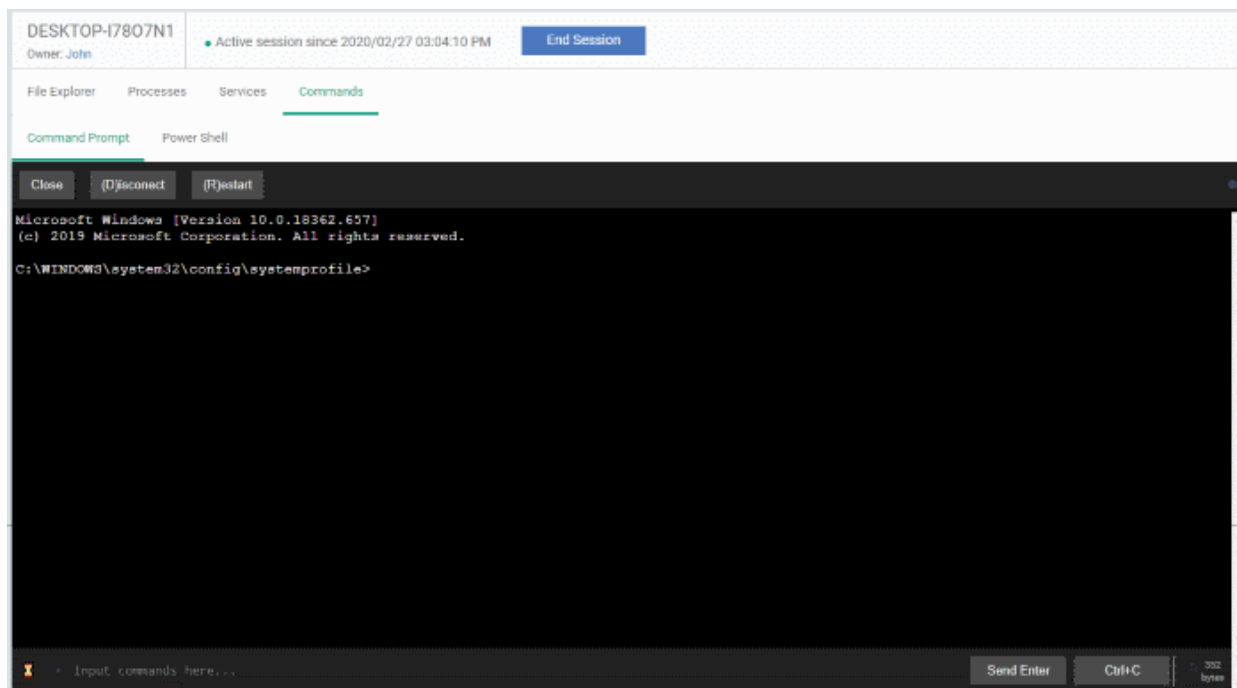 DESKTOP-I78O7N1
Owner: John
Active session since 2020/02/27 03:04:10 PM
End Session
File Explorer Processes Services Commands
Command Prompt Power Shell
Close (D)isconect (R)estart
Microsoft Windows [Version 10.0.18362.657]
(c) 2019 Microsoft Corporation. All rights reserved.
C:\WINDOWS\system32\config\systemprofile>
- input commands here...
Send Enter Ctrl+C 352
bytes